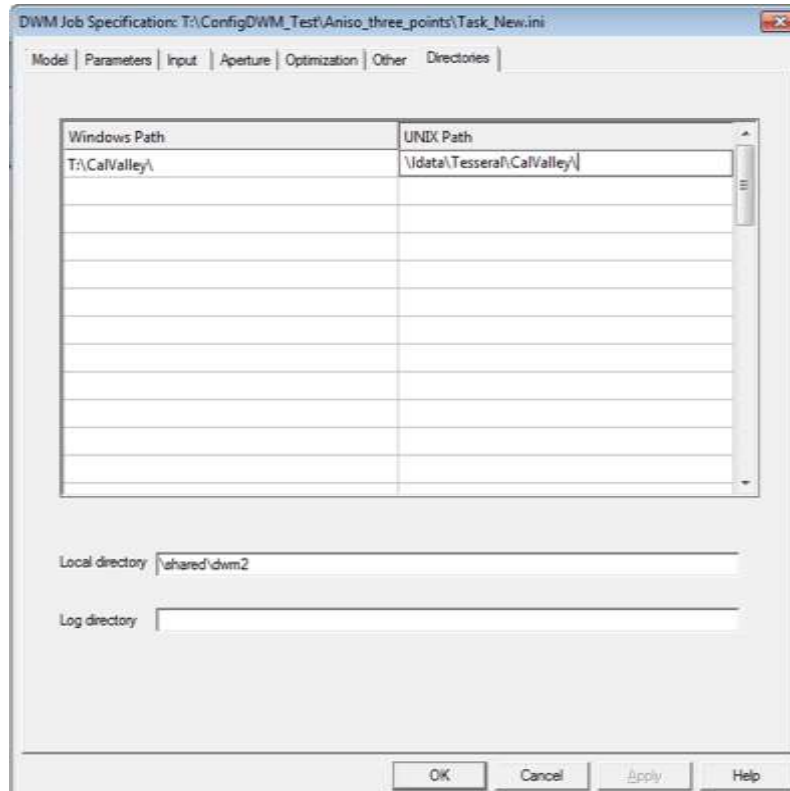 DWM Job Specification: T:\ConfigDWM_Test\Aniso_three_points\Task_New.ini
Model Parameters Input Aperture Optimization Other Directories
Windows Path UNIX Path
T:\CalValley\ \ldata\Tesseral\CalValley\
Local directory \shared\dwm2
Log directory
OK Cancel Apply Help